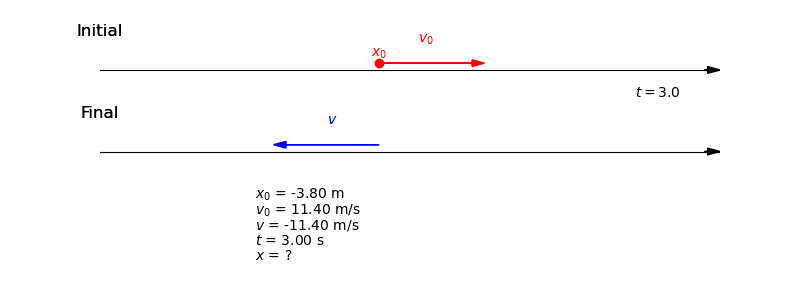 Initial
v₀
x₀
t = 3.0
Final
v
x₀ = -3.80 m
v₀ = 11.40 m/s
v = -11.40 m/s
t = 3.00 s
x = ?